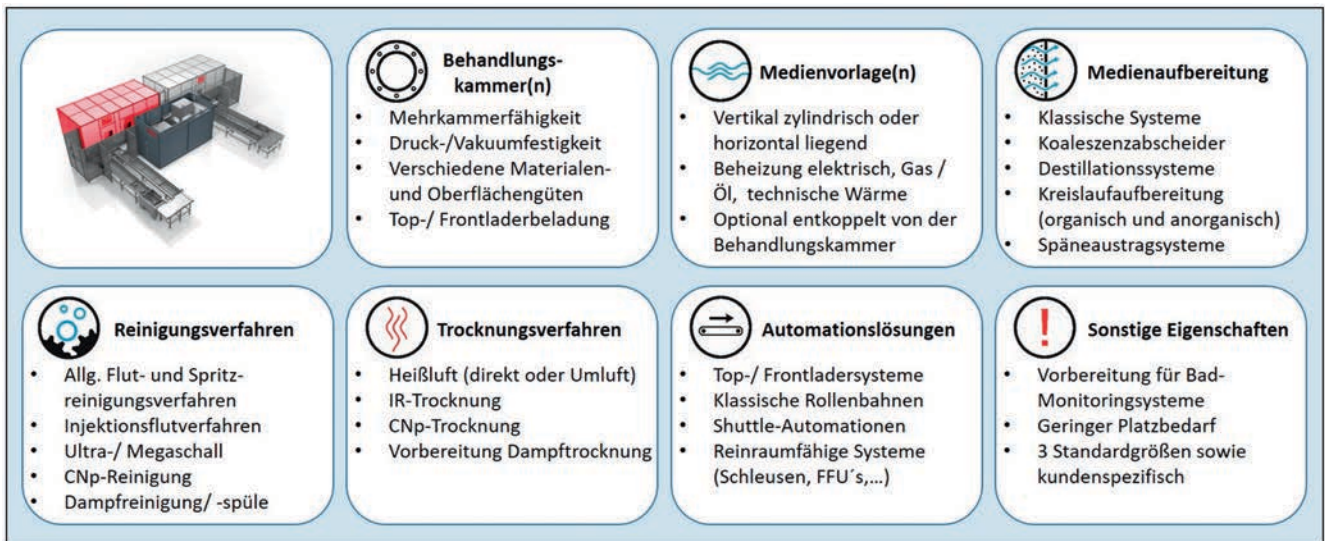 Behandlungs-
kammer(n)
• Mehrkammerfähigkeit
• Druck-/Vakuumfestigkeit
• Verschiedene Materialen-
und Oberflächengüten
• Top-/ Frontladerbeladung
Medienvorlage(n)
• Vertikal zylindrisch oder
horizontal liegend
• Beheizung elektrisch, Gas /
Öl, technische Wärme
• Optional entkoppelt von der
Behandlungskammer
Medienaufbereitung
• Klassische Systeme
• Koaleszenzabscheider
• Destillationssysteme
• Kreislaufaufbereitung
(organisch und anorganisch)
• Späneaustragsysteme
Reinigungsverfahren
• Allg. Flut- und Spritz-
reinigungsverfahren
• Injektionsflutverfahren
• Ultra-/ Megaschall
• CNp-Reinigung
• Dampfreinigung/ -spüle
Trocknungsverfahren
• Heißluft (direkt oder Umluft)
• IR-Trocknung
• CNp-Trocknung
• Vorbereitung Dampftrocknung
Automationslösungen
• Top-/ Frontladersysteme
• Klassische Rollenbahnen
• Shuttle-Automationen
• Reinraumfähige Systeme
(Schleusen, FFU´s,...)
Sonstige Eigenschaften
• Vorbereitung für Bad-
Monitoringsysteme
• Geringer Platzbedarf
• 3 Standardgrößen sowie
kundenspezifisch